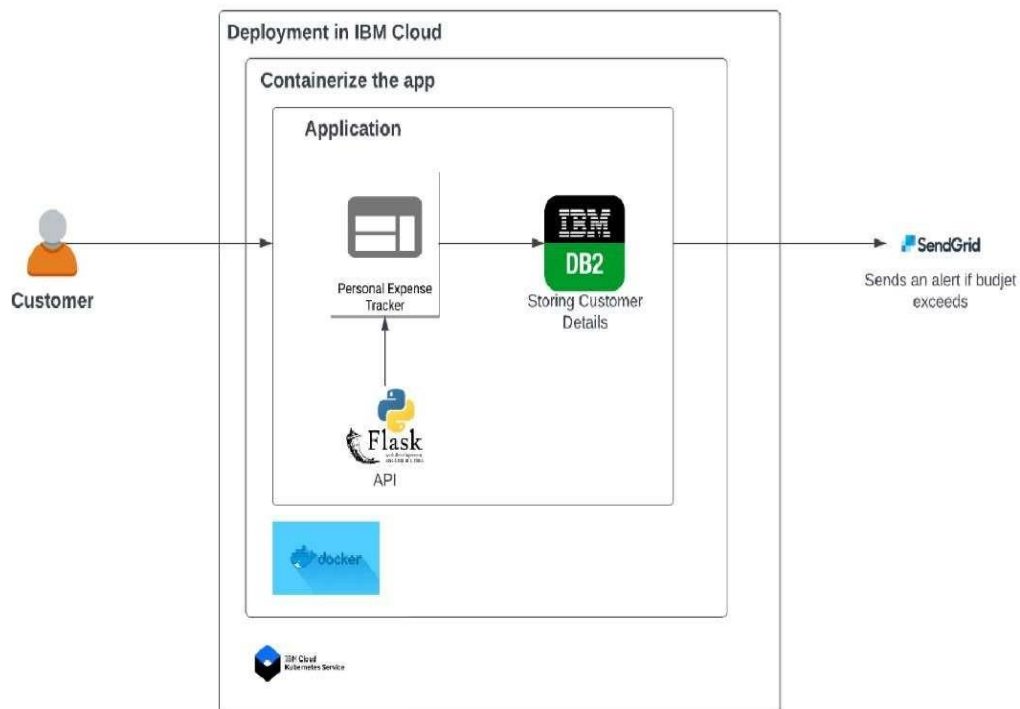 Deployment in IBM Cloud
Containerize the app
Application
IBM
DB2
Personal Expense
Tracker
Storing Customer
Details
Customer
SendGrid
Sends an alert if budjet
exceeds
Flask
API
docker
IBM Cloud
Kubernetes Service